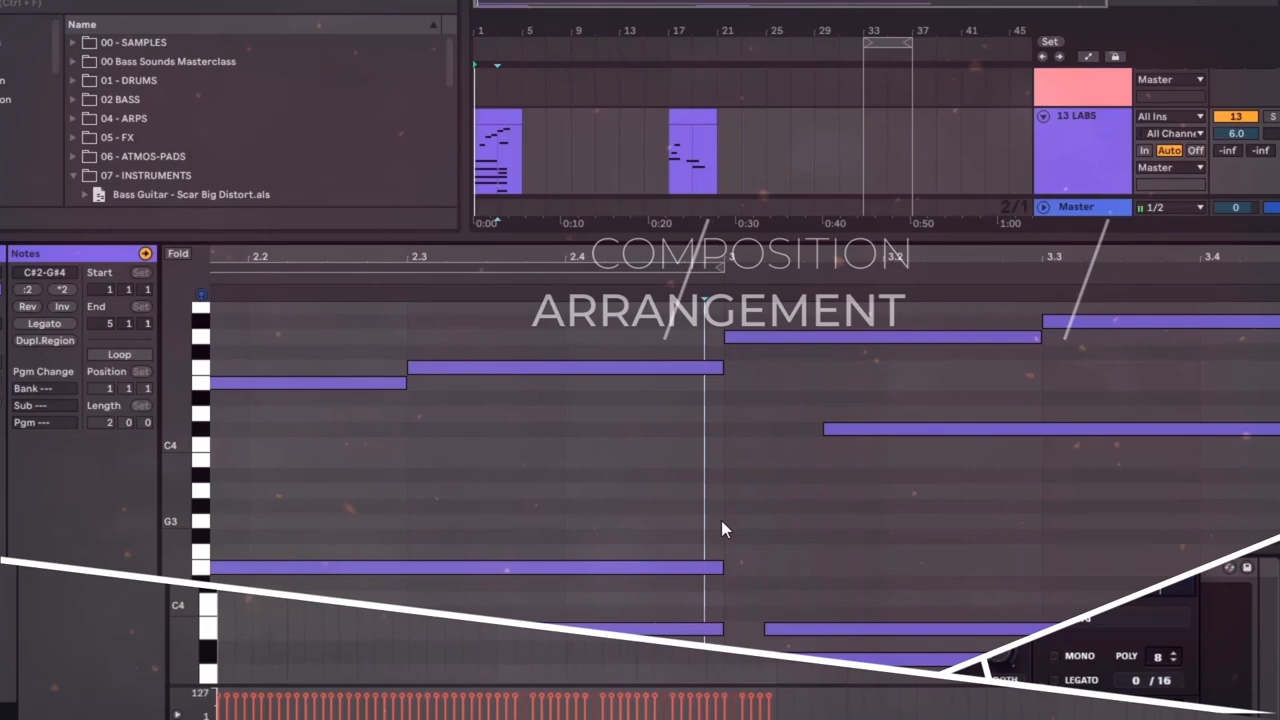 (Ctrl + F)
Name
00 - SAMPLES
00 Bass Sounds Masterclass
01 - DRUMS
02 BASS
04 - ARPS
05 - FX
06 - ATMOS-PADS
07 - INSTRUMENTS
Bass Guitar - Scar Big Distort.als
1 5 9 13 17 21 25 29 33 37 41 45
Set
Master
13 LABS
All Ins
13
S
All Channe
6.0
In Auto Off
-inf -inf
Master
2/1
Master
1/2
0
0:00 0:10 0:20 0:30 0:40 0:50 1:00
COMPOSITION
ARRANGEMENT
Notes
C#2-G#4
Start Set
:2 *2
1 1 1
Rev Inv
End Set
Legato
5 1 1
Dupl.Region
Loop
Pgm Change
Position Set
Bank ---
1 1 1
Sub ---
Length Set
Pgm ---
2 0 0
Fold
2.2 2.3 2.4 3 3.2 3.3 3.4
C4
G3
C4
127
1
MONO
POLY
8
LEGATO
0 / 16